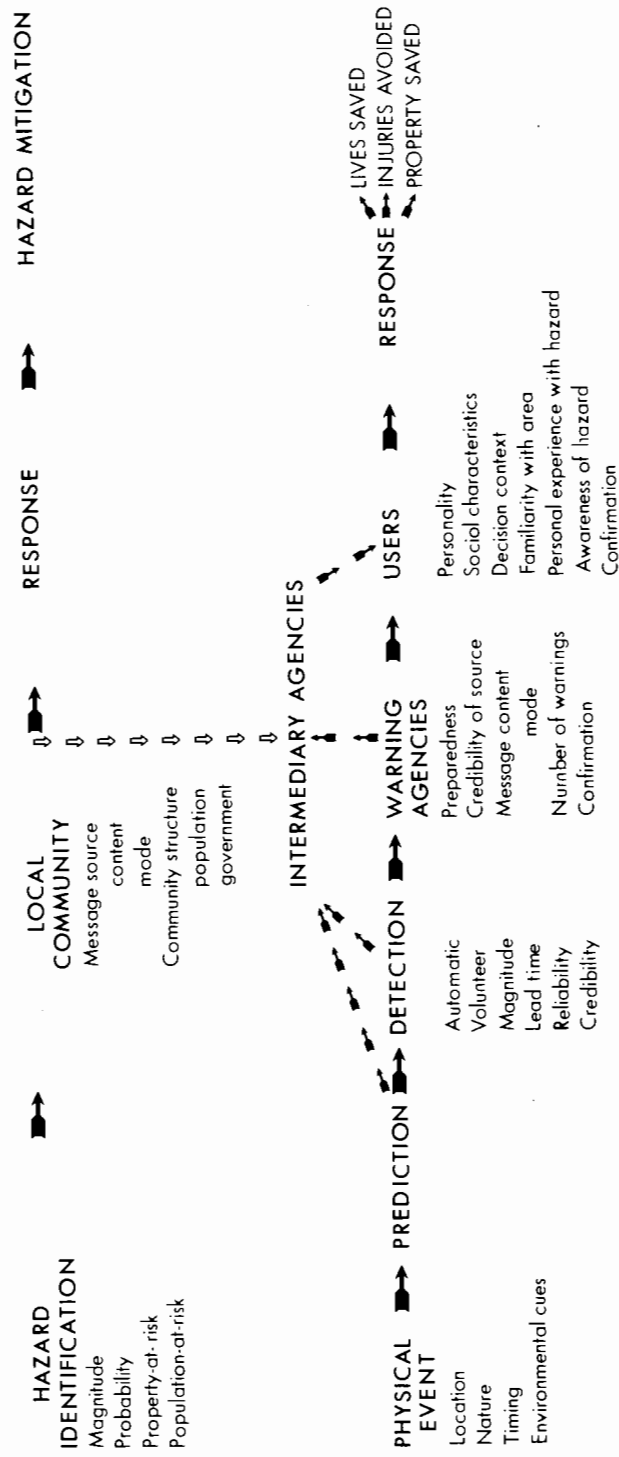 HAZARD
IDENTIFICATION
Magnitude
Probability
Property-at-risk
Population-at-risk
LOCAL
COMMUNITY
Message source
content
mode
Community structure
population
government
RESPONSE
HAZARD MITIGATION
INTERMEDIARY AGENCIES
PHYSICAL
EVENT
Location
Nature
Timing
Environmental cues
PREDICTION
DETECTION
Automatic
Volunteer
Magnitude
Lead time
Reliability
Credibility
WARNING
AGENCIES
Preparedness
Credibility of source
Message content
mode
Number of warnings
Confirmation
USERS
Personality
Social characteristics
Decision context
Familiarity with area
Personal experience with hazard
Awareness of hazard
Confirmation
RESPONSE
LIVES SAVED
INJURIES AVOIDED
PROPERTY SAVED